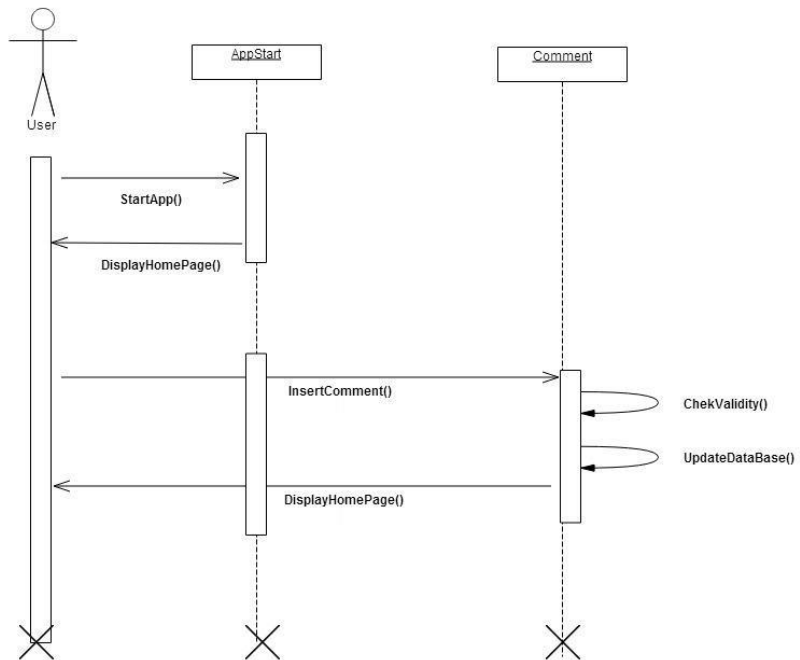 AppStart
Comment
User
StartApp()
DisplayHomePage()
InsertComment()
ChekValidity()
UpdateDataBase()
DisplayHomePage()